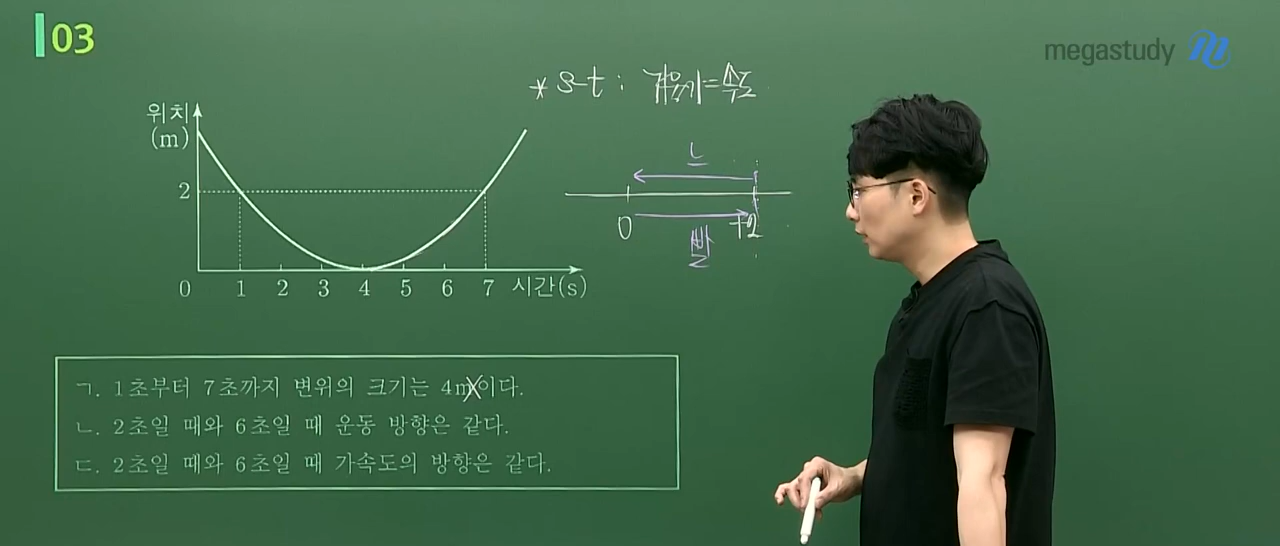 03
megastudy
* s-t : 기울기=속도
위치
(m)
2
0 1 2 3 4 5 6 7 시간(s)
느
0 +2
빨
ㄱ. 1초부터 7초까지 변위의 크기는 4m이다.
ㄴ. 2초일 때와 6초일 때 운동 방향은 같다.
ㄷ. 2초일 때와 6초일 때 가속도의 방향은 같다.